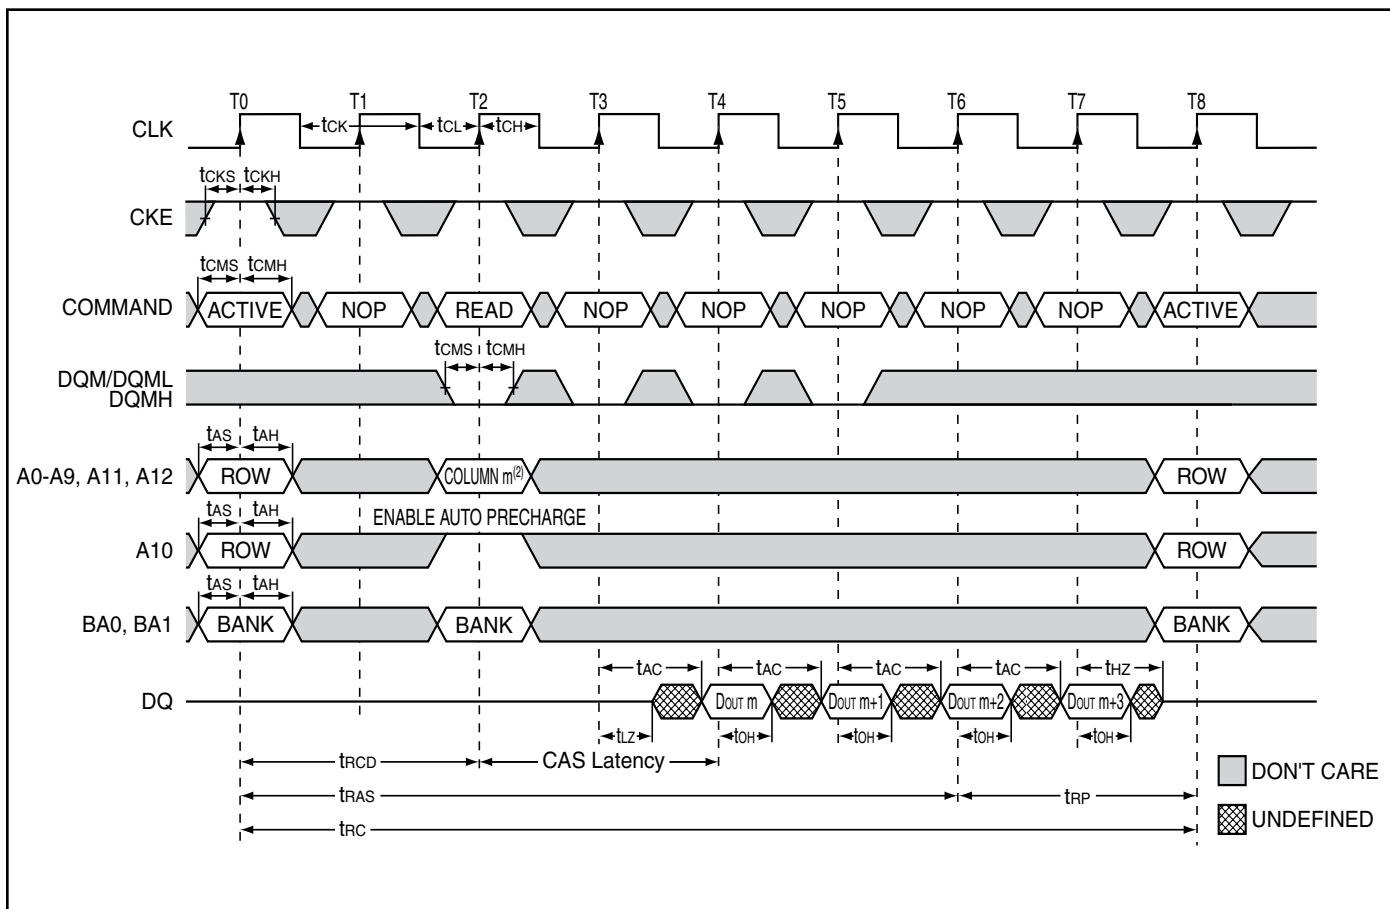 T0 T1 T2 T3 T4 T5 T6 T7 T8
CLK tCK tCL tCH
tCKS tCKH
CKE
tCMS tCMH
COMMAND ACTIVE NOP READ NOP NOP NOP NOP NOP ACTIVE
tCMS tCMH
DQM/DQML
DQMH
tAS tAH
A0-A9, A11, A12 ROW COLUMN m(2) ROW
tAS tAH ENABLE AUTO PRECHARGE
A10 ROW ROW
tAS tAH
BA0, BA1 BANK BANK BANK
tAC tAC tAC tAC tHZ
DQ DOUT m DOUT m+1 DOUT m+2 DOUT m+3
tLZ tOH tOH tOH tOH
tRCD CAS Latency
DON'T CARE
tRAS tRP
UNDEFINED
tRC